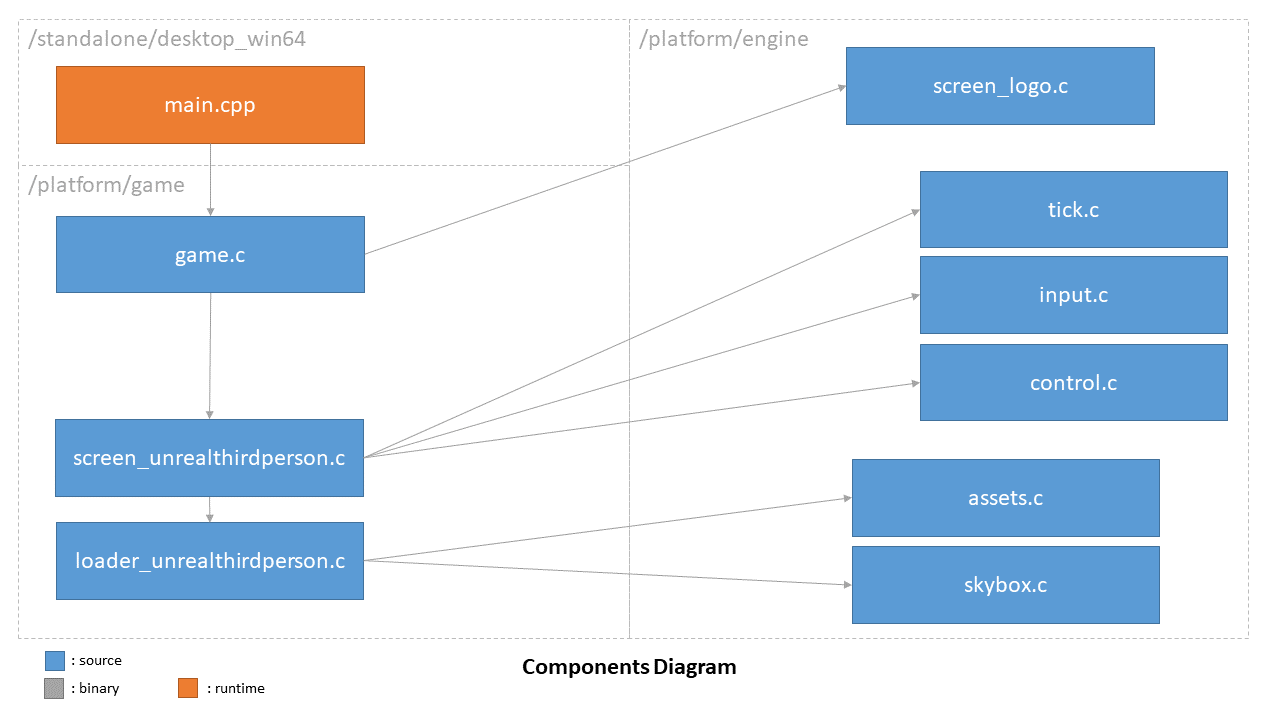 /standalone/desktop_win64
main.cpp
/platform/game
game.c
screen_unrealthirdperson.c
loader_unrealthirdperson.c
/platform/engine
screen_logo.c
tick.c
input.c
control.c
assets.c
skybox.c
: source
: binary
: runtime
Components Diagram